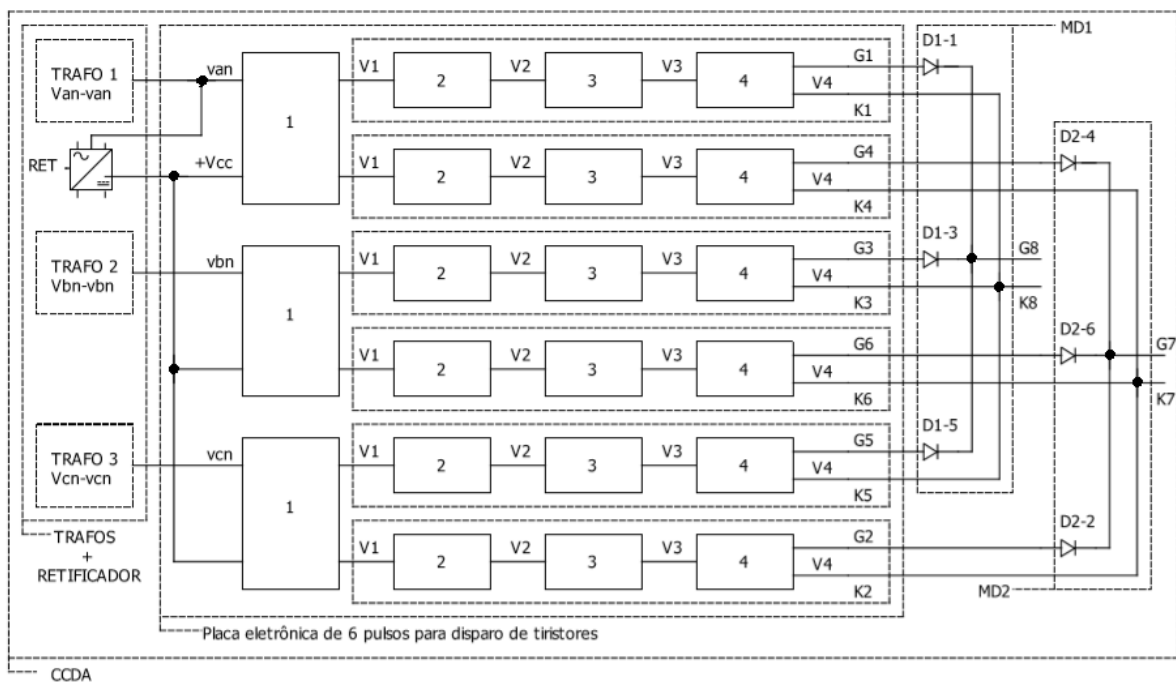 MD1
TRAFO 1
Van-van
van
1
V1
2
V2
3
V3
4
G1
V4
K1
D1-1
RET
+Vcc
V1
2
V2
3
V3
4
G4
V4
K4
D2-4
TRAFO 2
Vbn-vbn
vbn
1
V1
2
V2
3
V3
4
G3
V4
K3
D1-3
G8
K8
V1
2
V2
3
V3
4
G6
V4
K6
D2-6
G7
K7
TRAFO 3
Vcn-vcn
vcn
1
V1
2
V2
3
V3
4
G5
V4
K5
D1-5
V1
2
V2
3
V3
4
G2
V4
K2
D2-2
MD2
TRAFOS
+
RETIFICADOR
Placa eletrônica de 6 pulsos para disparo de tiristores
CCDA